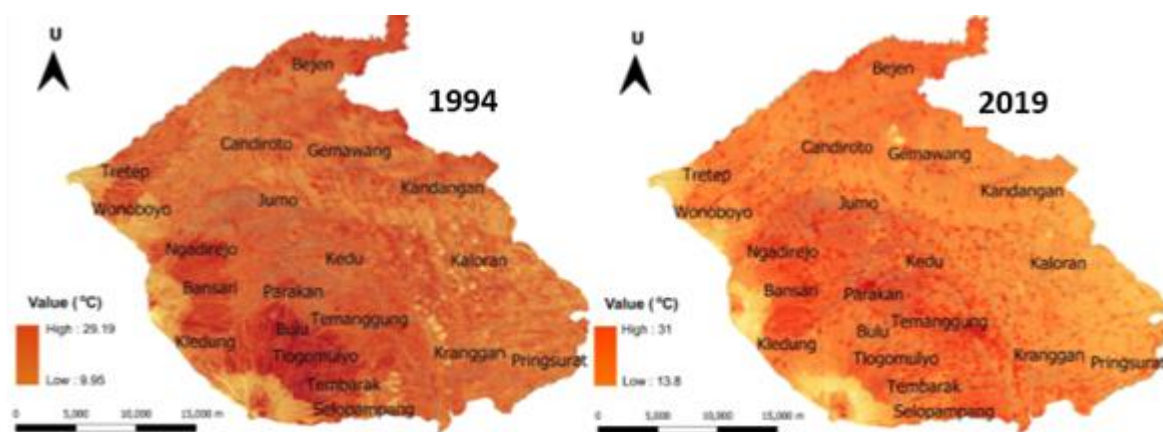 U
1994
Bejen
Candiroto
Gemawang
Tretep
Kandangan
Wonoboyo
Jumo
Ngadirejo
Kedu
Kaloran
Bansari
Parakan
Value (°C)
High : 29.19
Low : 9.95
Temanggung
Bulu
Kledung
Tlogomulyo
Kranggan
Pringsurat
Tembarak
Selopampang
0 5,000 10,000 15,000 m
U
2019
Bejen
Candiroto
Gemawang
Tretep
Kandangan
Wonoboyo
Jumo
Ngadirejo
Kedu
Kaloran
Bansari
Parakan
Value (°C)
High : 31
Low : 13.8
Temanggung
Bulu
Kledung
Tlogomulyo
Kranggan
Pringsurat
Tembarak
Selopampang
0 5,000 10,000 15,000 m